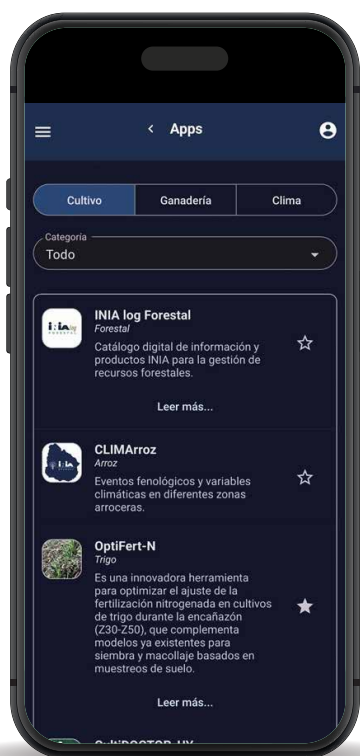 Apps
Cultivo
Ganadería
Clima
Categoría
Todo
INIA log Forestal
Forestal
Catálogo digital de información y
productos INIA para la gestión de
recursos forestales.
Leer más...
CLIMArroz
Arroz
Eventos fenológicos y variables
climáticas en diferentes zonas
arroceras.
OptiFert-N
Trigo
Es una innovadora herramienta
para optimizar el ajuste de la
fertilización nitrogenada en cultivos
de trigo durante la encañazón
(Z30-Z50), que complementa
modelos ya existentes para
siembra y macollaje basados en
muestreos de suelo.
Leer más...